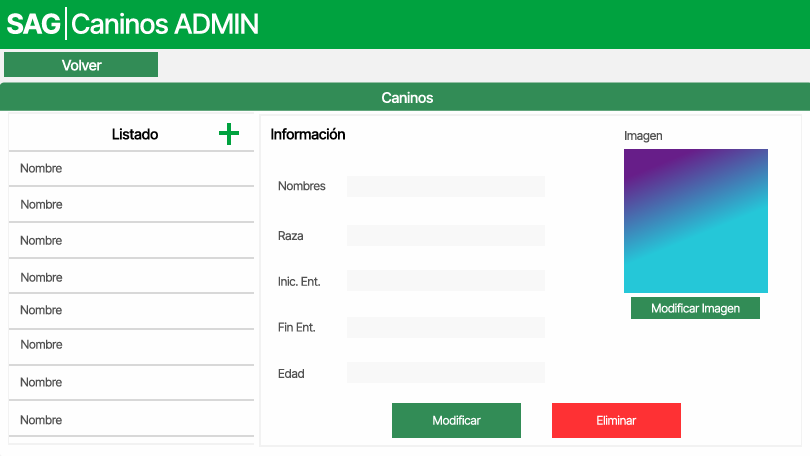 SAG Caninos ADMIN
Volver
Caninos
Listado
Nombre
Nombre
Nombre
Nombre
Nombre
Nombre
Nombre
Nombre
Información
Nombres
Raza
Inic. Ent.
Fin Ent.
Edad
Imagen
Modificar Imagen
Modificar
Eliminar